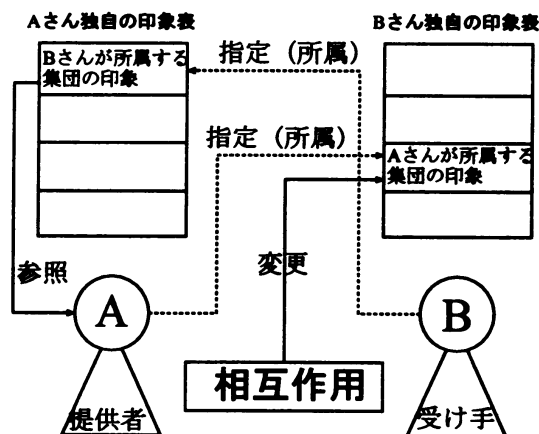 Aさん独自の印象表
Bさん独自の印象表
Bさんが所属する
集団の印象
指定（所属）
指定（所属）
Aさんが所属する
集団の印象
参照
変更
A
B
相互作用
提供者
受け手